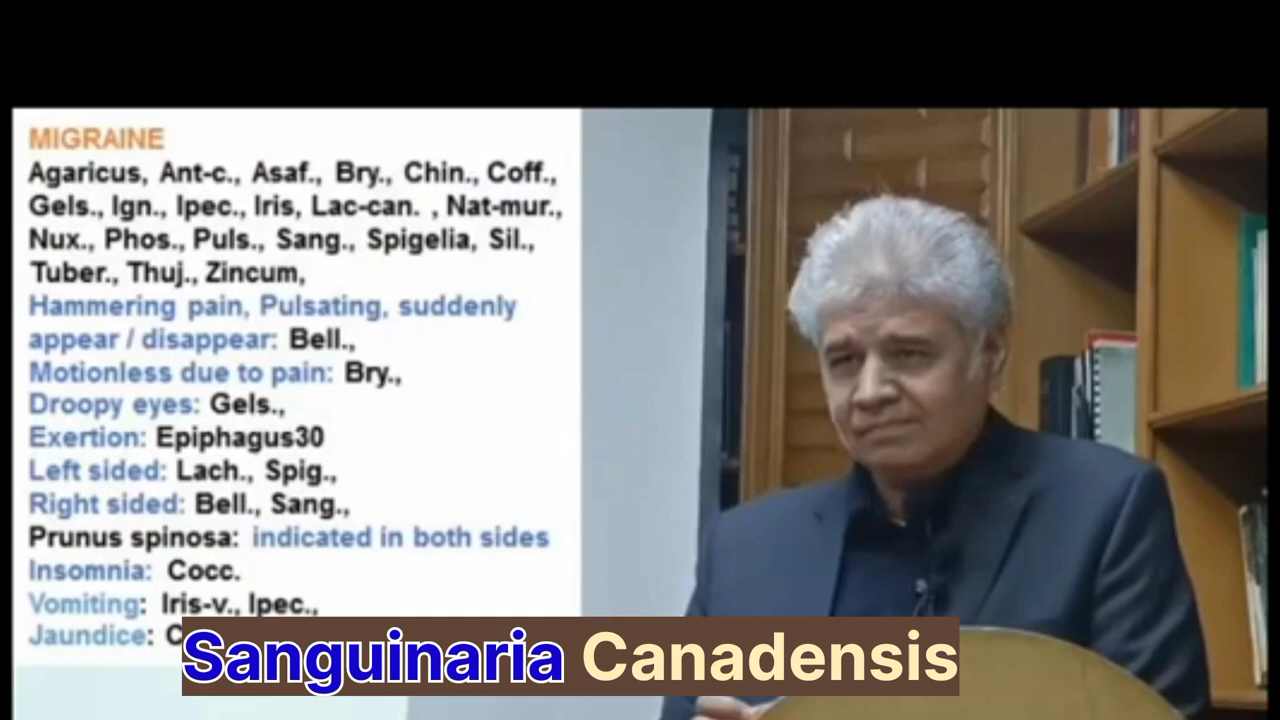 MIGRAINE
Agaricus, Ant-c., Asaf., Bry., Chin., Coff.,
Gels., Ign., Ipec., Iris, Lac-can. , Nat-mur.,
Nux., Phos., Puls., Sang., Spigelia, Sil.,
Tuber., Thuj., Zincum,
Hammering pain, Pulsating, suddenly
appear / disappear: Bell.,
Motionless due to pain: Bry.,
Droopy eyes: Gels.,
Exertion: Epiphagus30
Left sided: Lach., Spig.,
Right sided: Bell., Sang.,
Prunus spinosa: indicated in both sides
Insomnia: Cocc.
Vomiting: Iris-v., Ipec.,
Jaundice:
Sanguinaria Canadensis